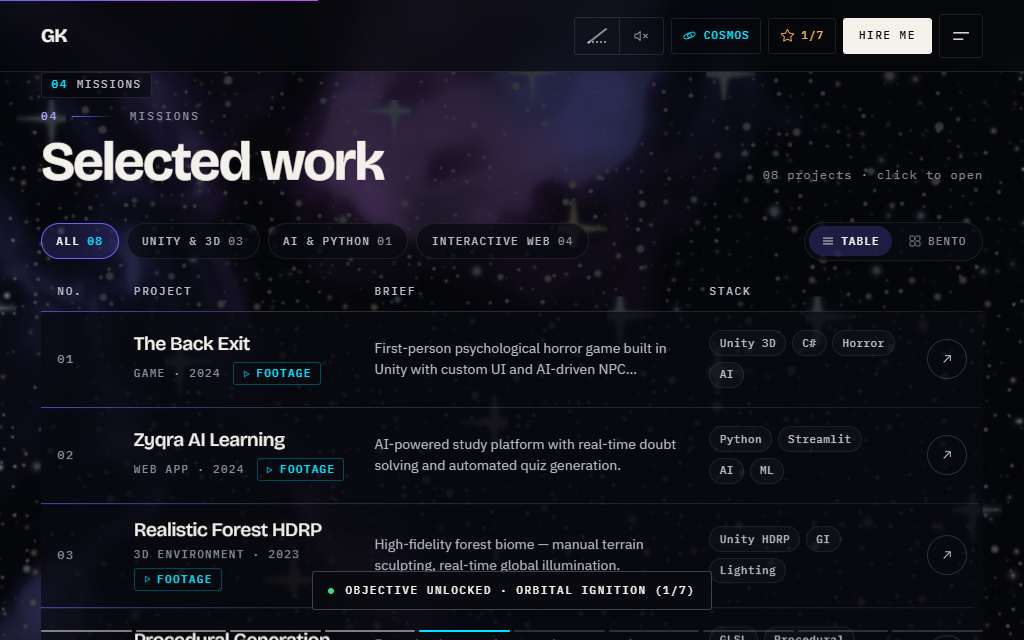 GK
COSMOS
1/7
HIRE ME
04 MISSIONS
04 MISSIONS
Selected work
08 projects · click to open
ALL 08
UNITY & 3D 03
AI & PYTHON 01
INTERACTIVE WEB 04
TABLE
BENTO
NO. PROJECT BRIEF STACK
01
The Back Exit
GAME · 2024
FOOTAGE
First-person psychological horror game built in
Unity with custom UI and AI-driven NPC...
Unity 3D C# Horror
AI
02
Zyqra AI Learning
WEB APP · 2024
FOOTAGE
AI-powered study platform with real-time doubt
solving and automated quiz generation.
Python Streamlit
AI ML
03
Realistic Forest HDRP
3D ENVIRONMENT · 2023
FOOTAGE
High-fidelity forest biome — manual terrain
sculpting, real-time global illumination.
Unity HDRP GI
Lighting
OBJECTIVE UNLOCKED · ORBITAL IGNITION (1/7)
Procedural Generation
GLSL Procedural